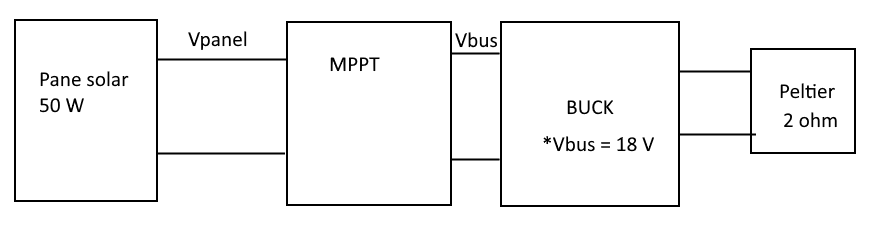 Pane solar
50 W
Vpanel
MPPT
Vbus
BUCK
*Vbus = 18 V
Peltier
2 ohm